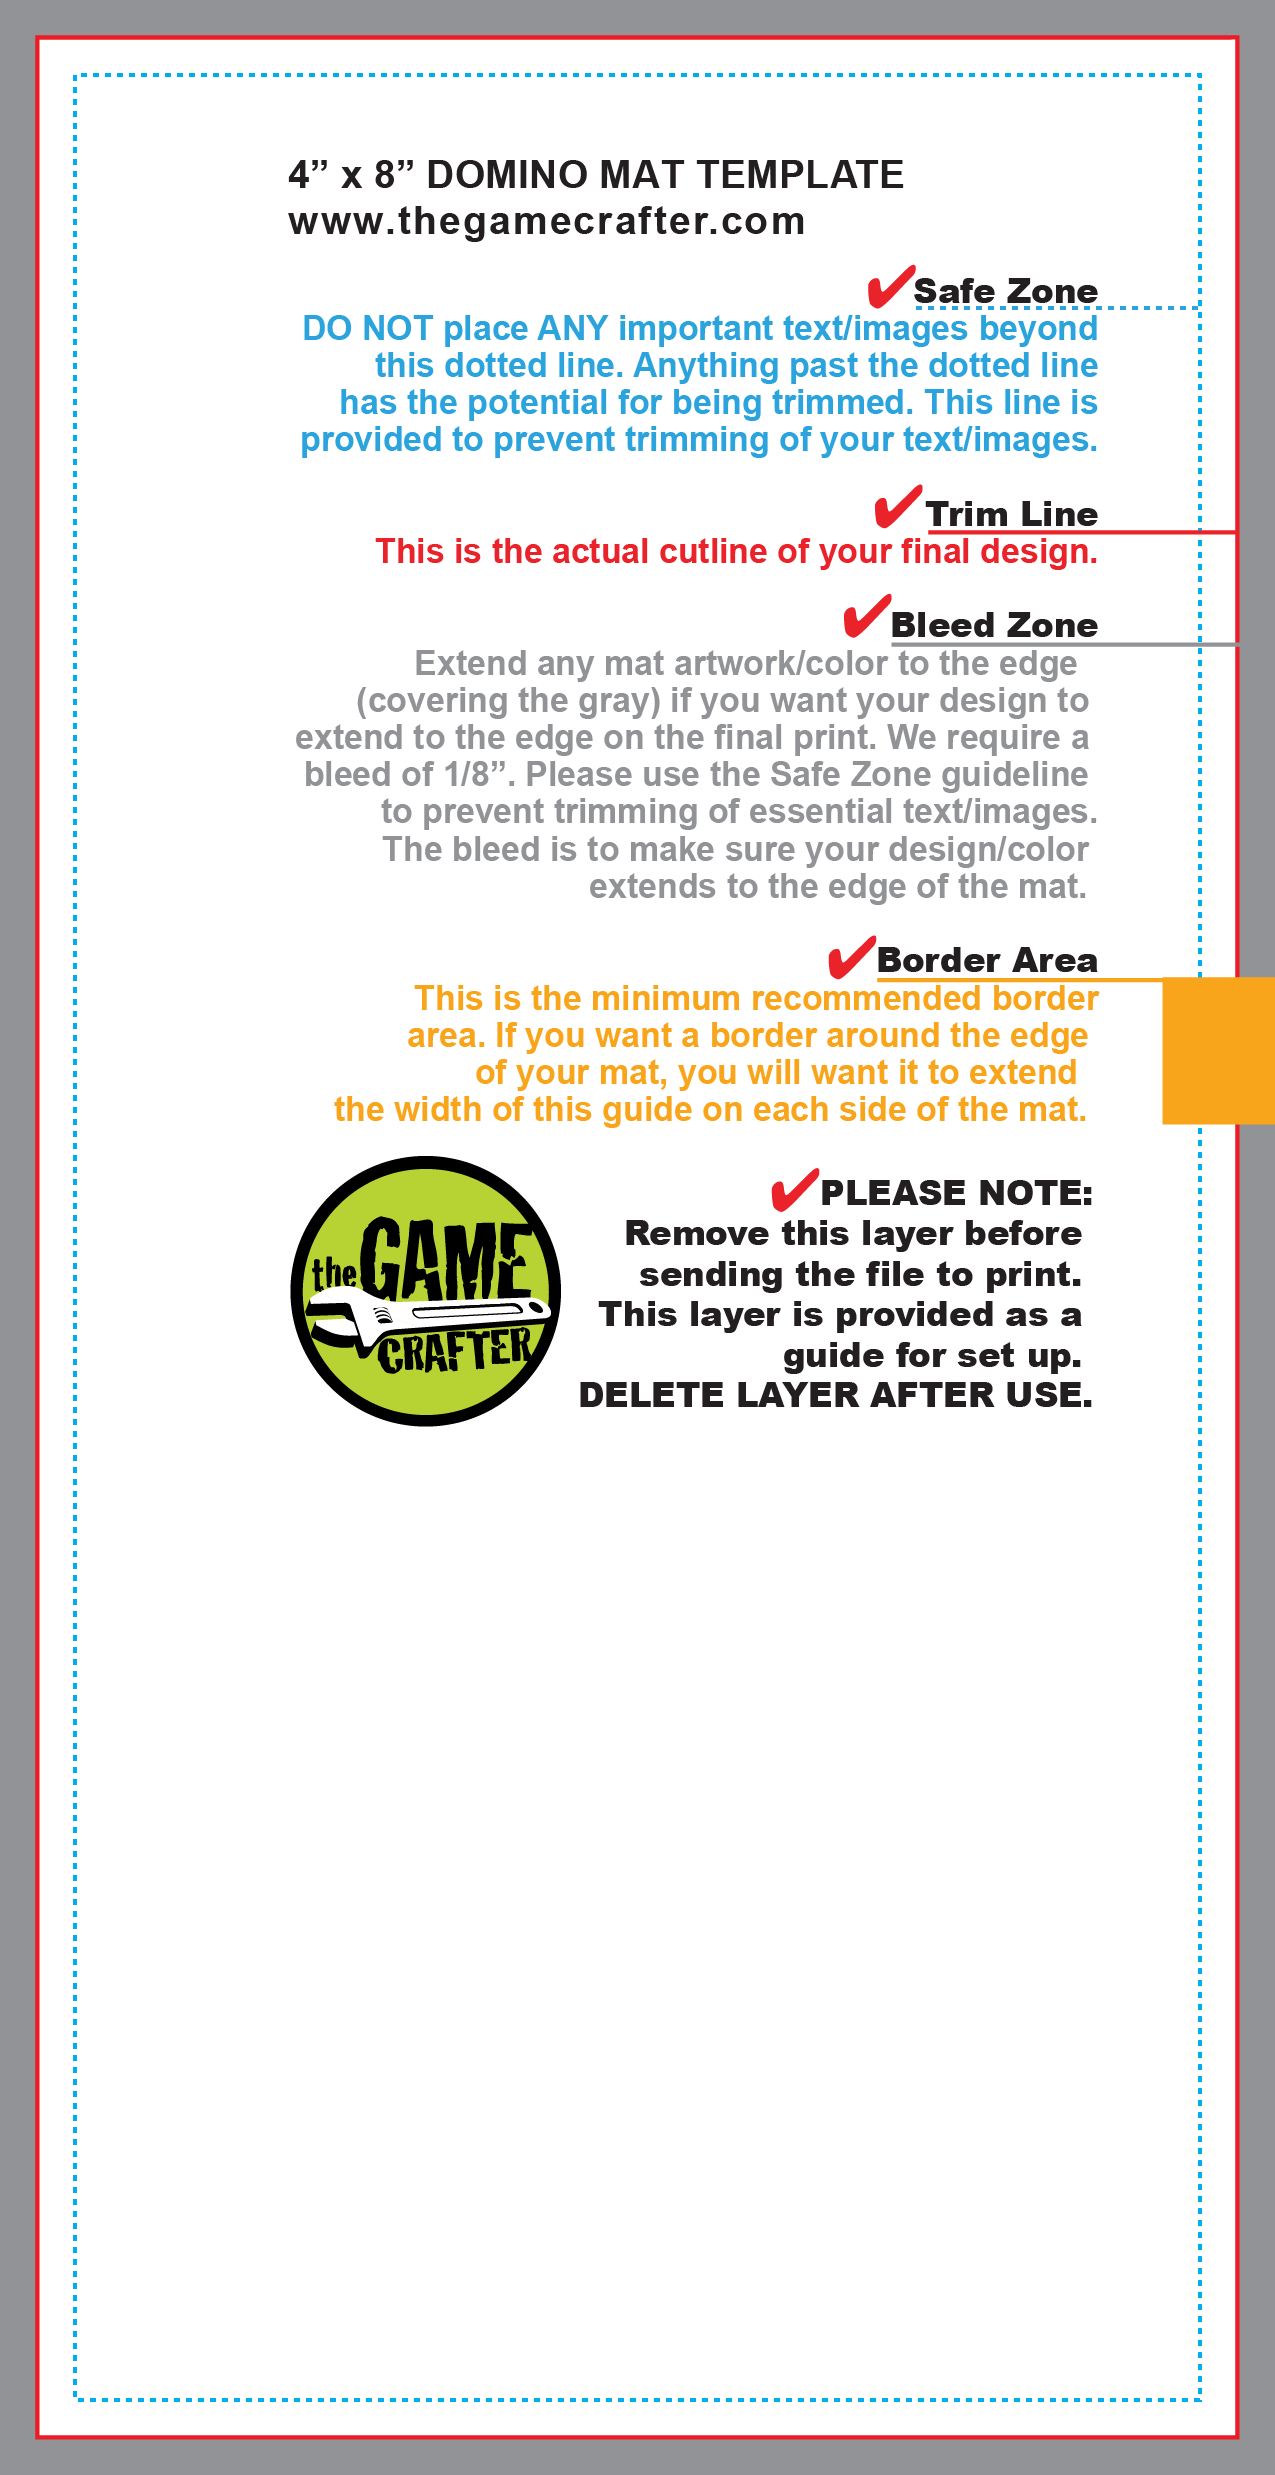 4” x 8” DOMINO MAT TEMPLATE
www.thegamecrafter.com
Safe Zone
DO NOT place ANY important text/images beyond
this dotted line. Anything past the dotted line
has the potential for being trimmed. This line is
provided to prevent trimming of your text/images.
Trim Line
This is the actual cutline of your final design.
Bleed Zone
Extend any mat artwork/color to the edge
(covering the gray) if you want your design to
extend to the edge on the final print. We require a
bleed of 1/8”. Please use the Safe Zone guideline
to prevent trimming of essential text/images.
The bleed is to make sure your design/color
extends to the edge of the mat.
Border Area
This is the minimum recommended border
area. If you want a border around the edge
of your mat, you will want it to extend
the width of this guide on each side of the mat.
the GAME
CRAFTER
PLEASE NOTE:
Remove this layer before
sending the file to print.
This layer is provided as a
guide for set up.
DELETE LAYER AFTER USE.